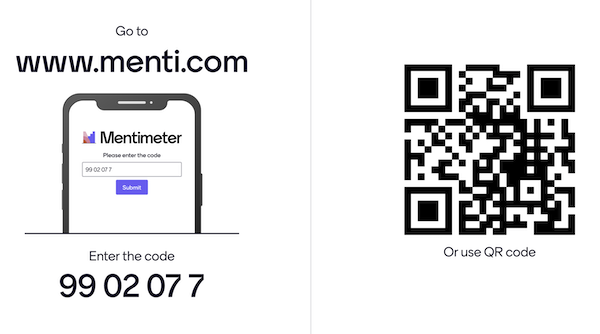 Go to
www.menti.com
Mentimeter
Please enter the code
99 02 07 7
Submit
Enter the code
99 02 07 7
Or use QR code